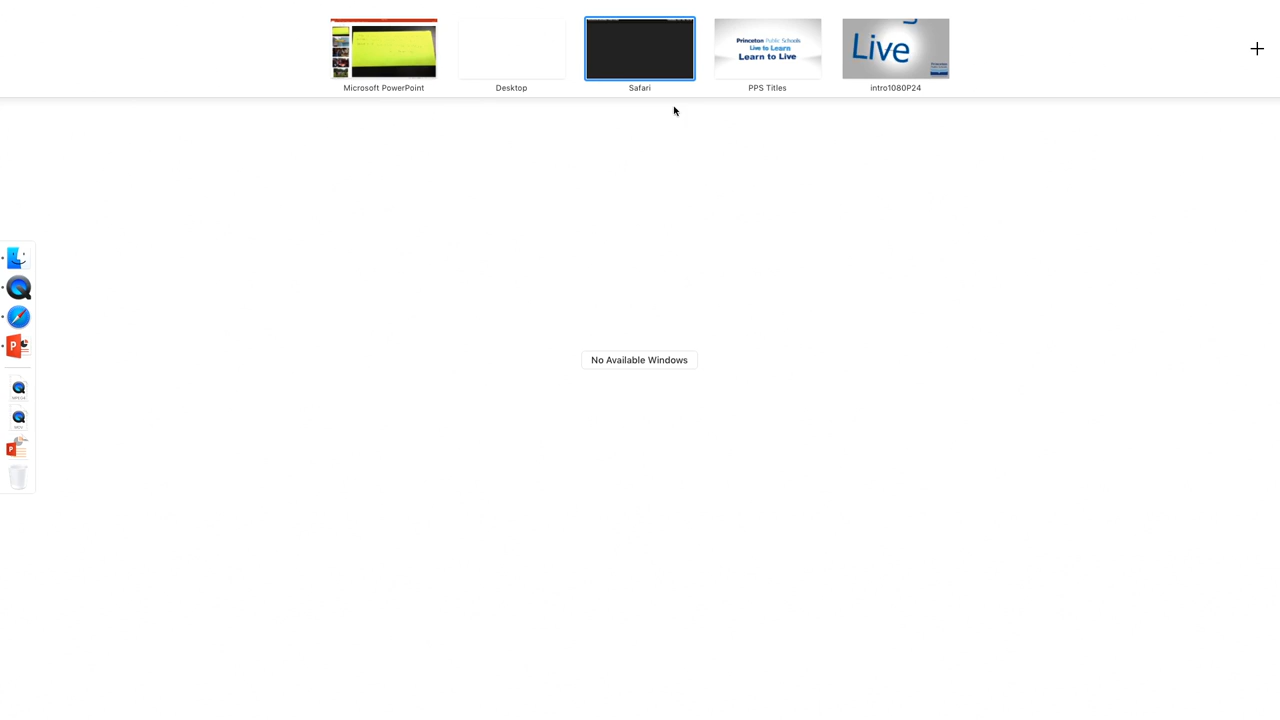 Princeton Public Schools
Live to Learn
Learn to Live
Live
Microsoft PowerPoint
Desktop
Safari
PPS Titles
intro1080P24
No Available Windows